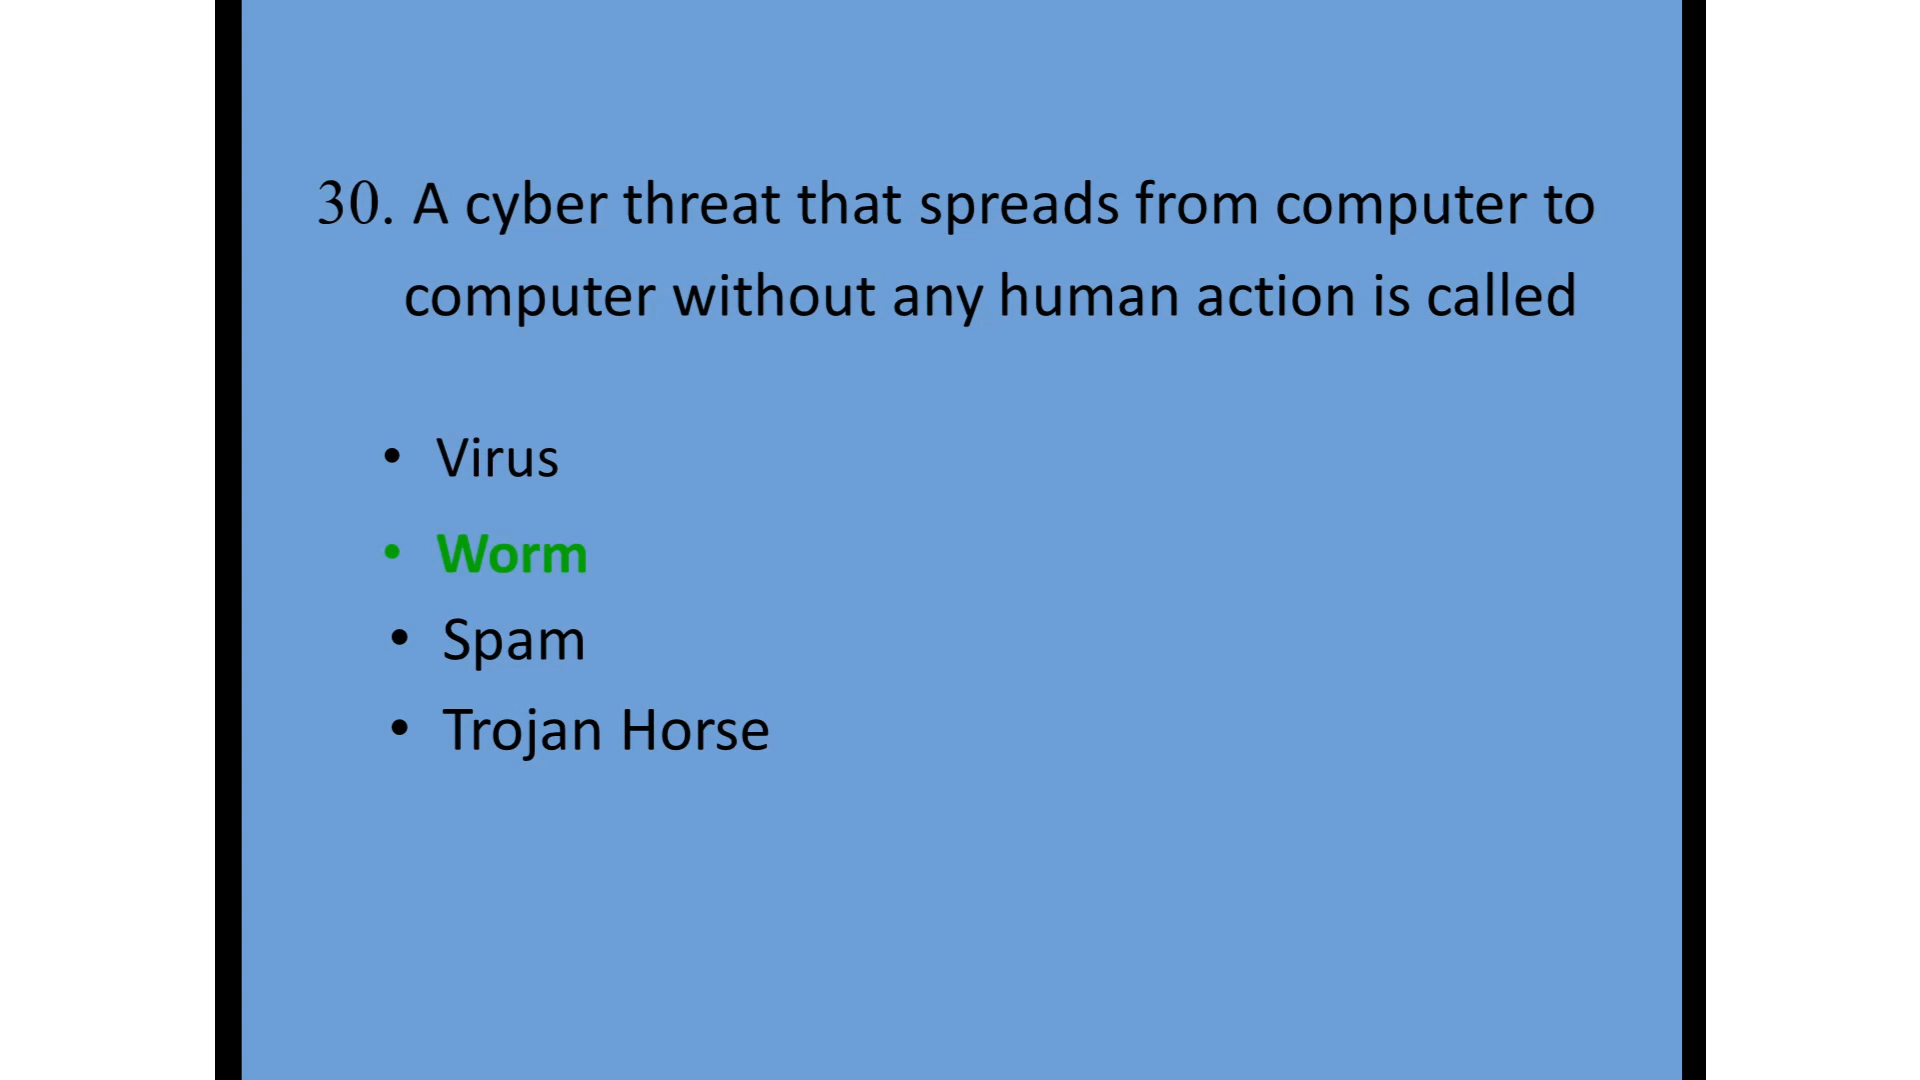 30. A cyber threat that spreads from computer to
computer without any human action is called
• Virus
• Worm
• Spam
• Trojan Horse